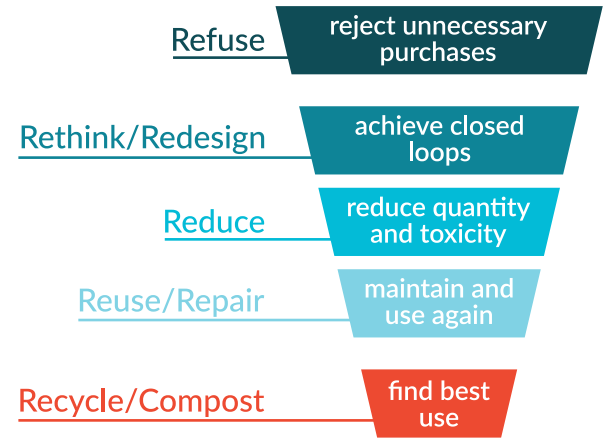 Refuse
reject unnecessary
purchases
Rethink/Redesign
achieve closed
loops
Reduce
reduce quantity
and toxicity
Reuse/Repair
maintain and
use again
Recycle/Compost
find best
use